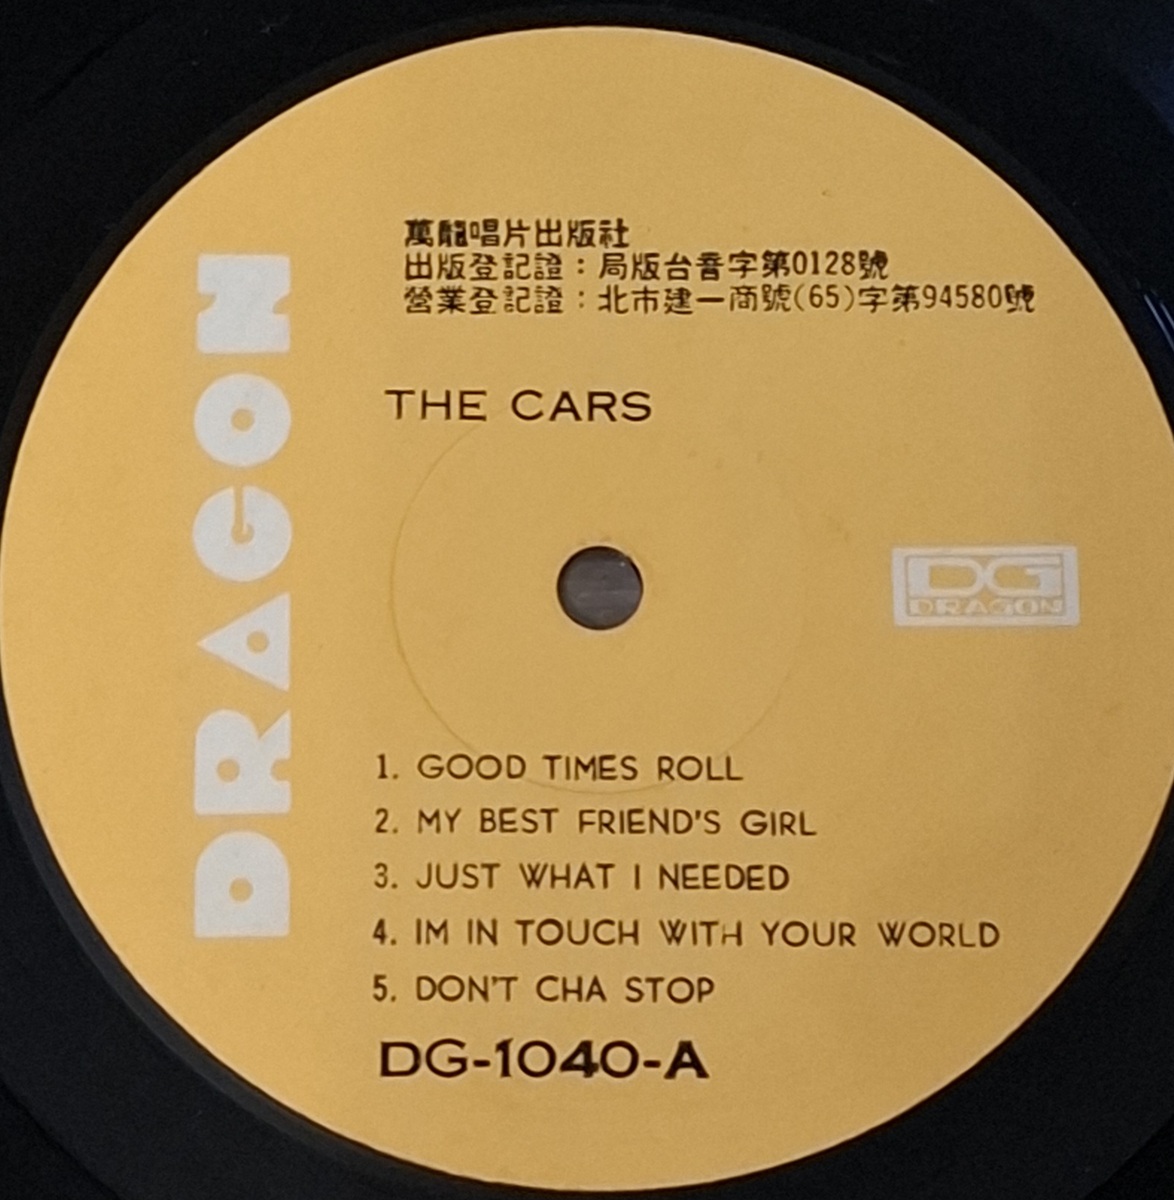 DRAGON
萬龍唱片出版社
出版登記證：局版台音字第0128號
營業登記證：北市建一商號(65)字第94580號
THE CARS
DG
DRAGON
1. GOOD TIMES ROLL
2. MY BEST FRIEND'S GIRL
3. JUST WHAT I NEEDED
4. IM IN TOUCH WITH YOUR WORLD
5. DON'T CHA STOP
DG-1040-A